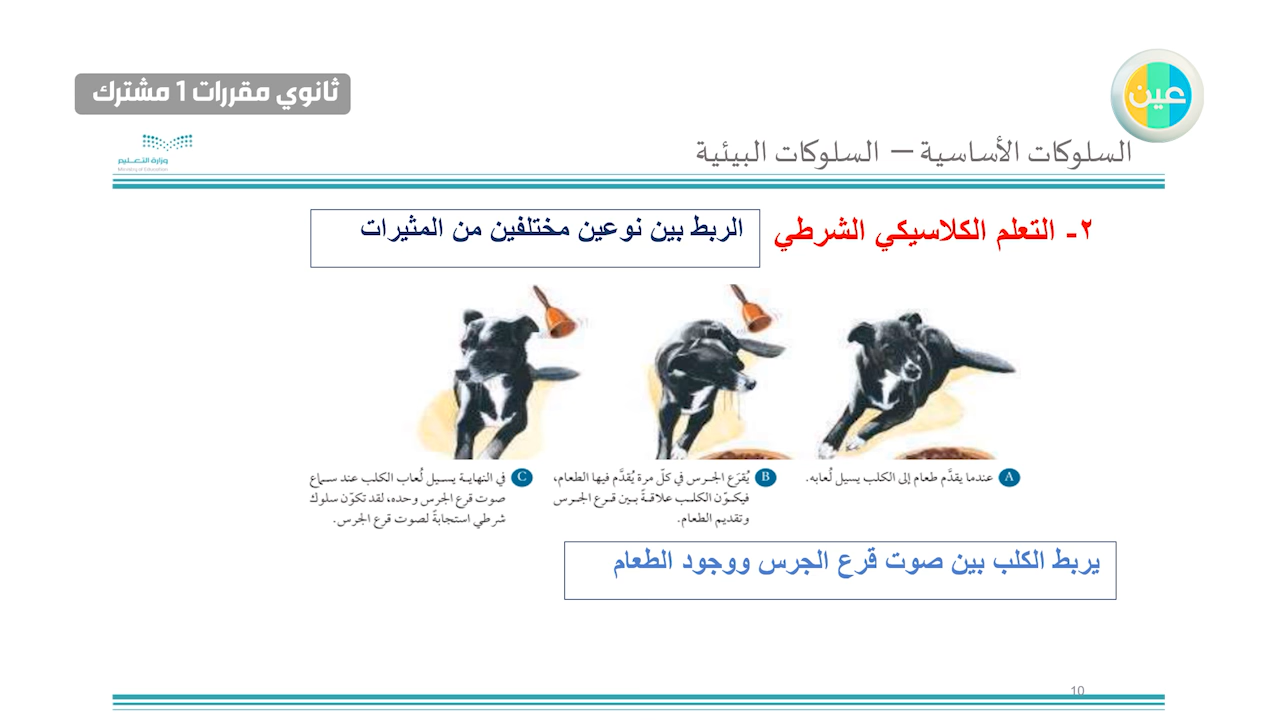 ثانوي مقررات 1 مشترك
عين
وزارة التعليم
Ministry of Education
السلوكات الأساسية – السلوكات البيئية
٢- التعلم الكلاسيكي الشرطي
الربط بين نوعين مختلفين من المثيرات
A عندما يقدَّم طعام إلى الكلب يسيل لُعابه.
B يُقرَع الجرس في كلّ مرة يُقدَّم فيها الطعام،
فيكوّن الكلب علاقةً بين قرع الجرس
وتقديم الطعام.
C في النهاية يسيل لُعاب الكلب عند سماع
صوت قرع الجرس وحده، لقد تكوّن سلوك
شرطي استجابةً لصوت قرع الجرس.
يربط الكلب بين صوت قرع الجرس ووجود الطعام
10